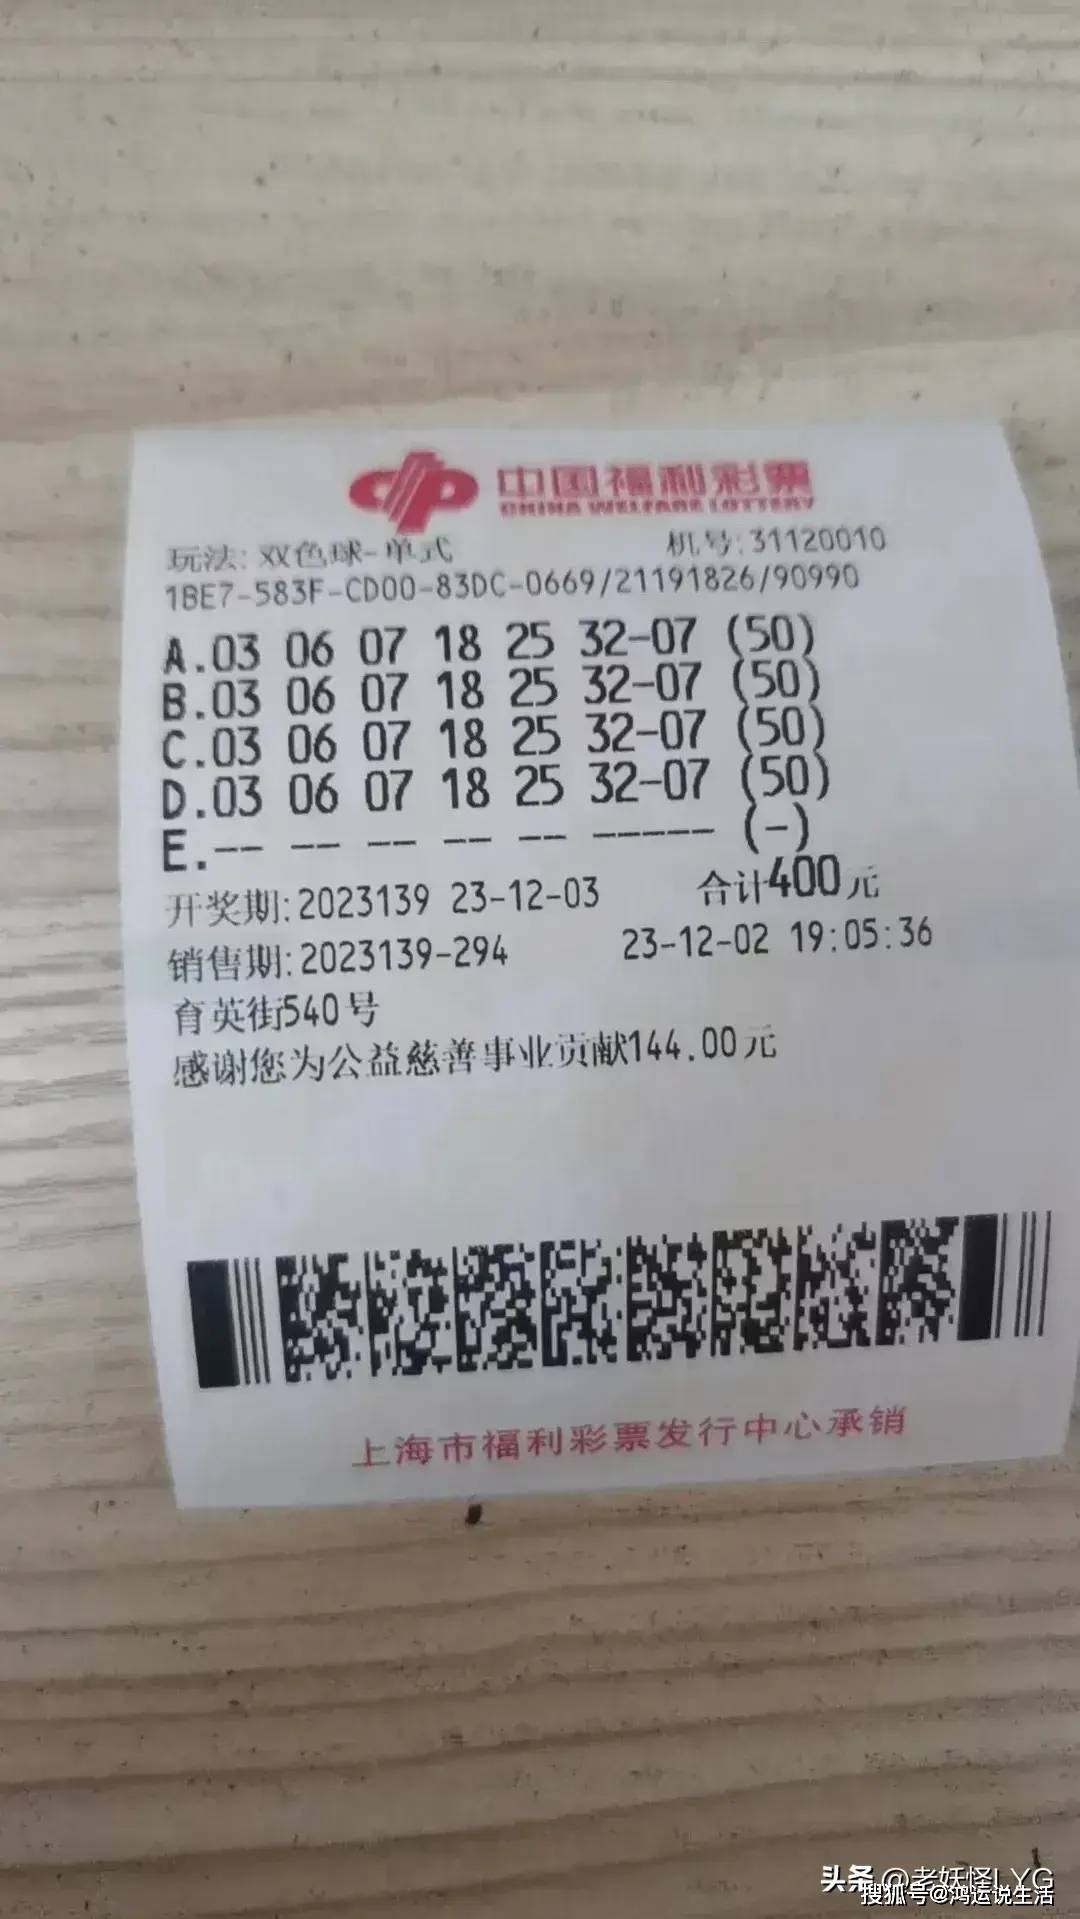 中国福利彩票
CHINA WELFARE LOTTERY
玩法:双色球-单式 机号:31120010
1BE7-583F-CD00-83DC-0669/21191826/90990
A.03 06 07 18 25 32-07 (50)
B.03 06 07 18 25 32-07 (50)
C.03 06 07 18 25 32-07 (50)
D.03 06 07 18 25 32-07 (50)
E.-- -- -- -- -- ----- (-)
开奖期:2023139 23-12-03 合计400元
销售期:2023139-294 23-12-02 19:05:36
育英街540号
感谢您为公益慈善事业贡献144.00元
上海市福利彩票发行中心承销
头条 @老妖怪LYG
搜狐号@鸿运说生活